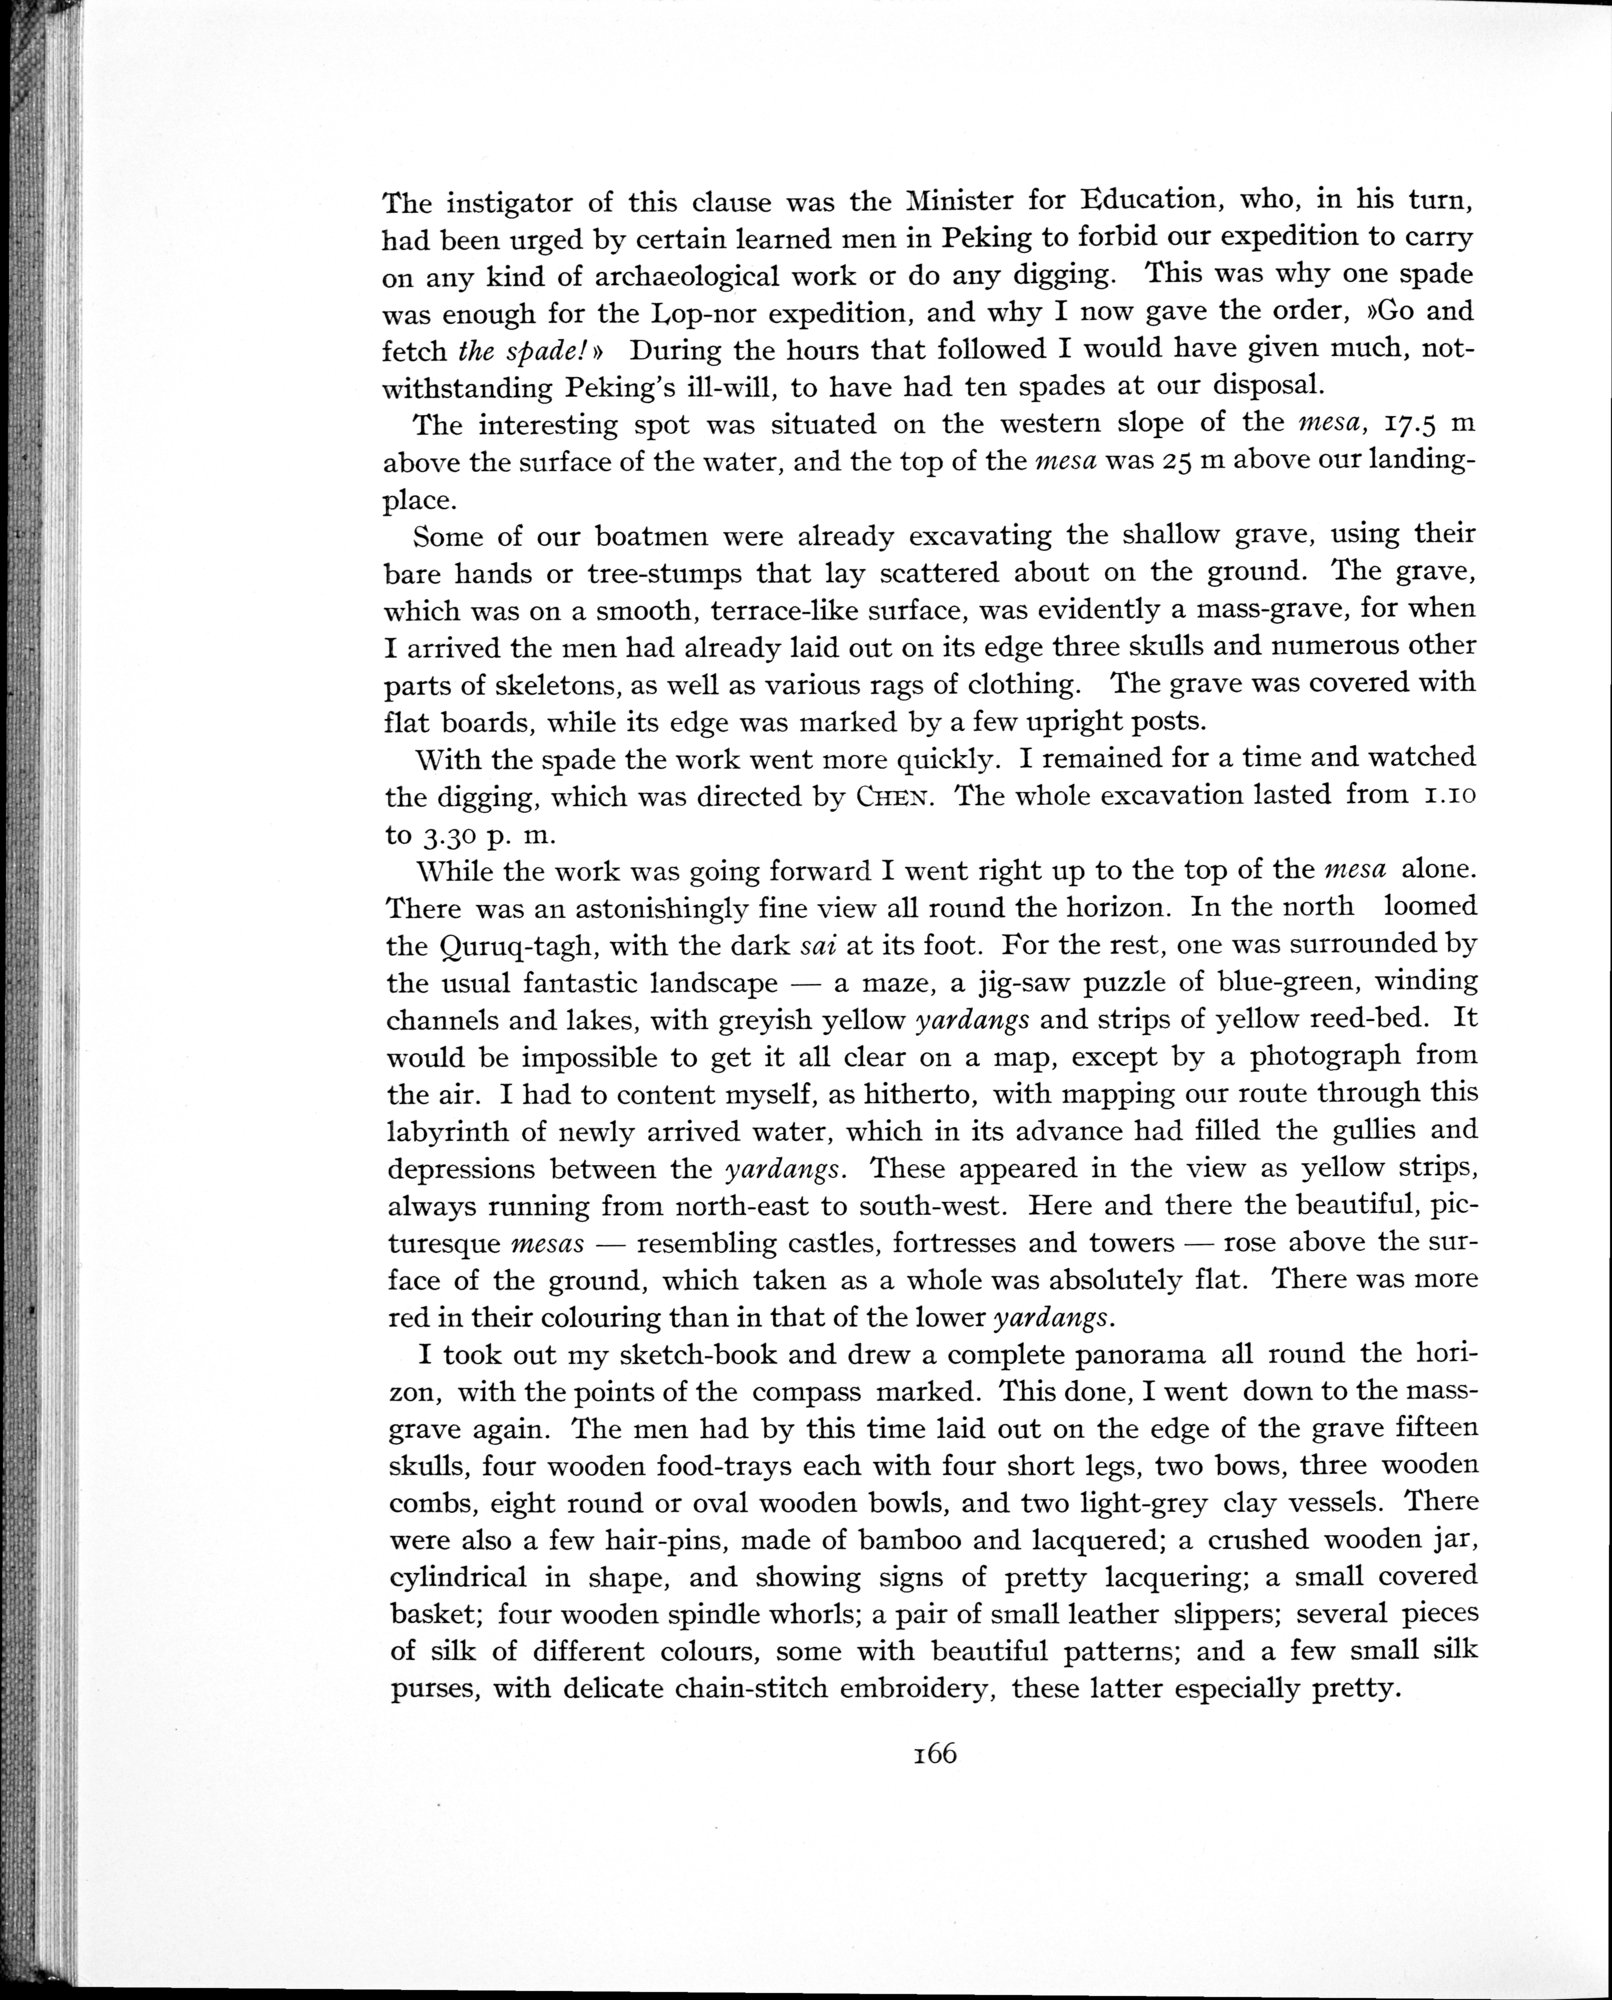 The instigator of this clause was the Minister for Education, who, in his turn,
had been urged by certain learned men in Peking to forbid our expedition to carry
on any kind of archaeological work or do any digging. This was why one spade
was enough for the Lop-nor expedition, and why I now gave the order, »Go and
fetch the spade!» During the hours that followed I would have given much, not-
withstanding Peking's ill-will, to have had ten spades at our disposal.
The interesting spot was situated on the western slope of the mesa, 17.5 m
above the surface of the water, and the top of the mesa was 25 m above our landing-
place.
Some of our boatmen were already excavating the shallow grave, using their
bare hands or tree-stumps that lay scattered about on the ground. The grave,
which was on a smooth, terrace-like surface, was evidently a mass-grave, for when
I arrived the men had already laid out on its edge three skulls and numerous other
parts of skeletons, as well as various rags of clothing. The grave was covered with
flat boards, while its edge was marked by a few upright posts.
With the spade the work went more quickly. I remained for a time and watched
the digging, which was directed by CHEN. The whole excavation lasted from 1.10
to 3.30 p. m.
While the work was going forward I went right up to the top of the mesa alone.
There was an astonishingly fine view all round the horizon. In the north loomed
the Quruq-tagh, with the dark sai at its foot. For the rest, one was surrounded by
the usual fantastic landscape — a maze, a jig-saw puzzle of blue-green, winding
channels and lakes, with greyish yellow yardangs and strips of yellow reed-bed. It
would be impossible to get it all clear on a map, except by a photograph from
the air. I had to content myself, as hitherto, with mapping our route through this
labyrinth of newly arrived water, which in its advance had filled the gullies and
depressions between the yardangs. These appeared in the view as yellow strips,
always running from north-east to south-west. Here and there the beautiful, pic-
turesque mesas — resembling castles, fortresses and towers — rose above the sur-
face of the ground, which taken as a whole was absolutely flat. There was more
red in their colouring than in that of the lower yardangs.
I took out my sketch-book and drew a complete panorama all round the hori-
zon, with the points of the compass marked. This done, I went down to the mass-
grave again. The men had by this time laid out on the edge of the grave fifteen
skulls, four wooden food-trays each with four short legs, two bows, three wooden
combs, eight round or oval wooden bowls, and two light-grey clay vessels. There
were also a few hair-pins, made of bamboo and lacquered; a crushed wooden jar,
cylindrical in shape, and showing signs of pretty lacquering; a small covered
basket; four wooden spindle whorls; a pair of small leather slippers; several pieces
of silk of different colours, some with beautiful patterns; and a few small silk
purses, with delicate chain-stitch embroidery, these latter especially pretty.
166